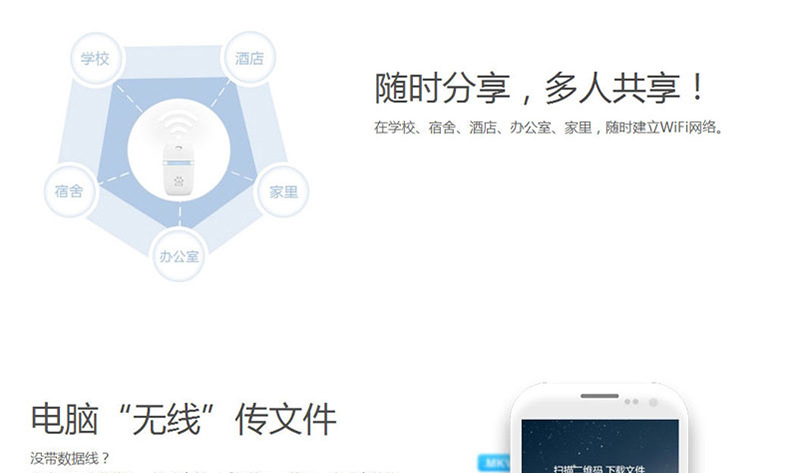 学校
酒店
宿舍
家里
办公室
随时分享，多人共享！
在学校、宿舍、酒店、办公室、家里，随时建立WiFi网络。
电脑“无线”传文件
没带数据线？
.MKV
扫描二维码 下载文件